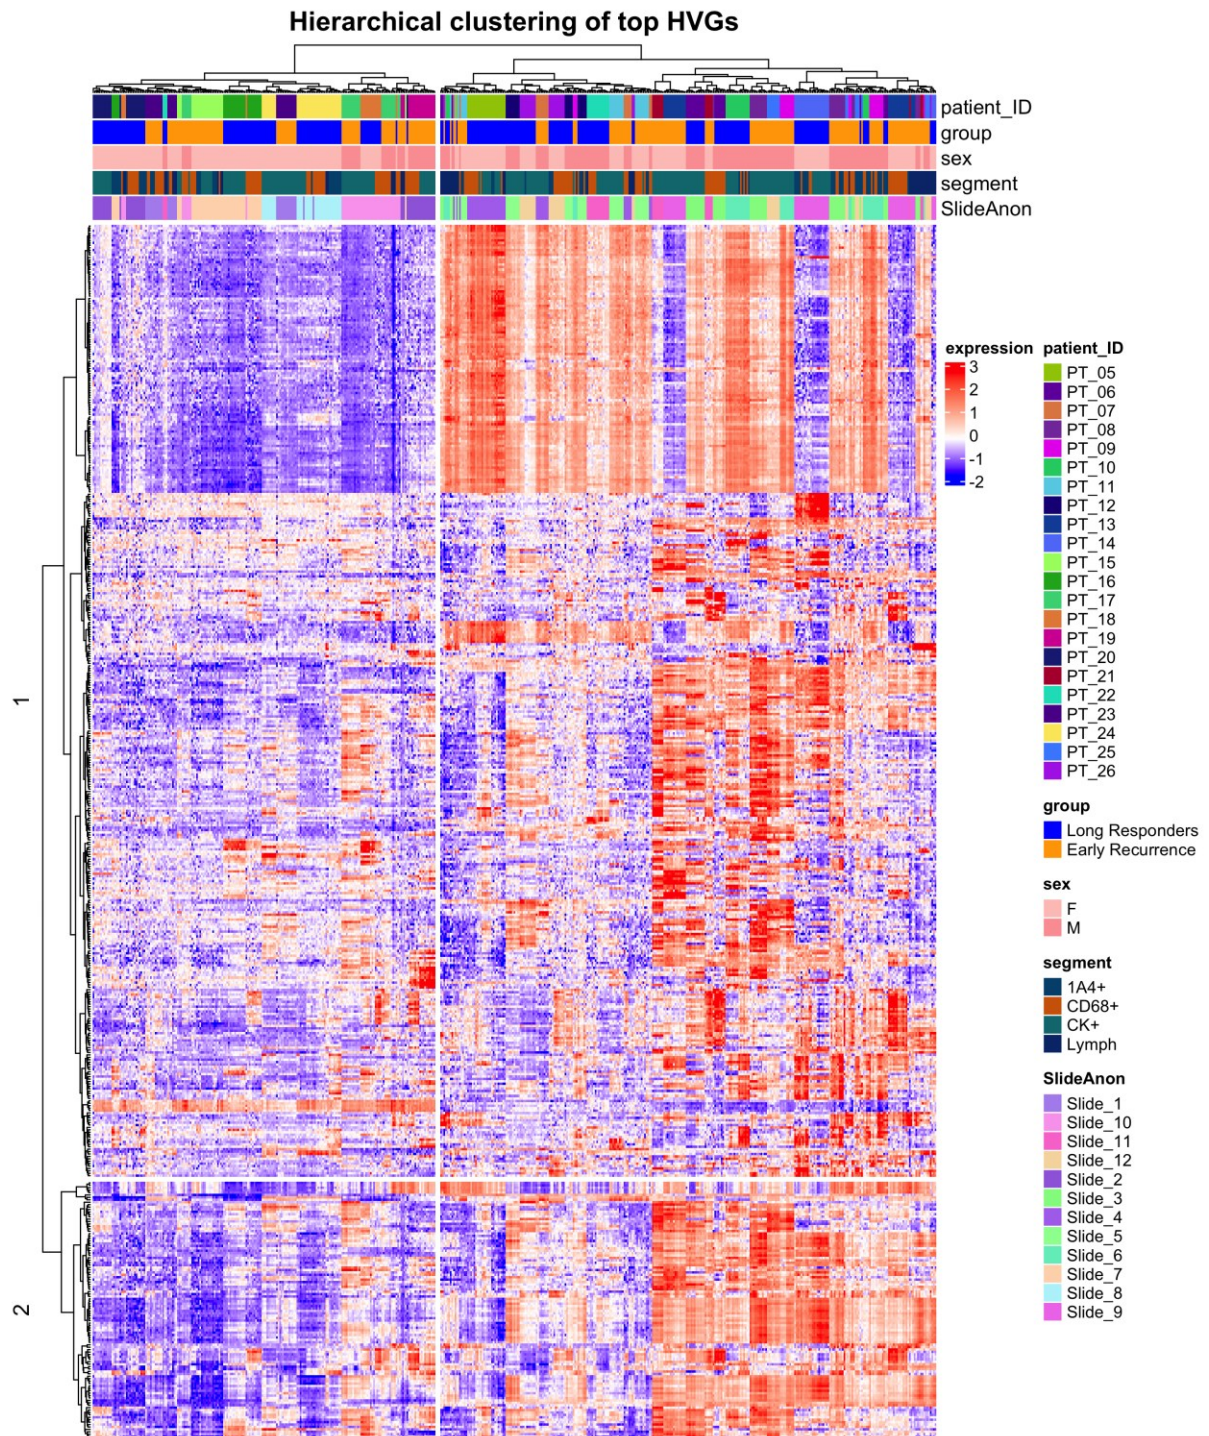 Hierarchical clustering of top HVGs
patient_ID
group
sex
segment
SlideAnon
expression
3
2
1
0
-1
-2
patient_ID
PT_05
PT_06
PT_07
PT_08
PT_09
PT_10
PT_11
PT_12
PT_13
PT_14
PT_15
PT_16
PT_17
PT_18
PT_19
PT_20
PT_21
PT_22
PT_23
PT_24
PT_25
PT_26
group
Long Responders
Early Recurrence
sex
F
M
segment
1A4+
CD68+
CK+
Lymph
SlideAnon
Slide_1
Slide_10
Slide_11
Slide_12
Slide_2
Slide_3
Slide_4
Slide_5
Slide_6
Slide_7
Slide_8
Slide_9
1
2